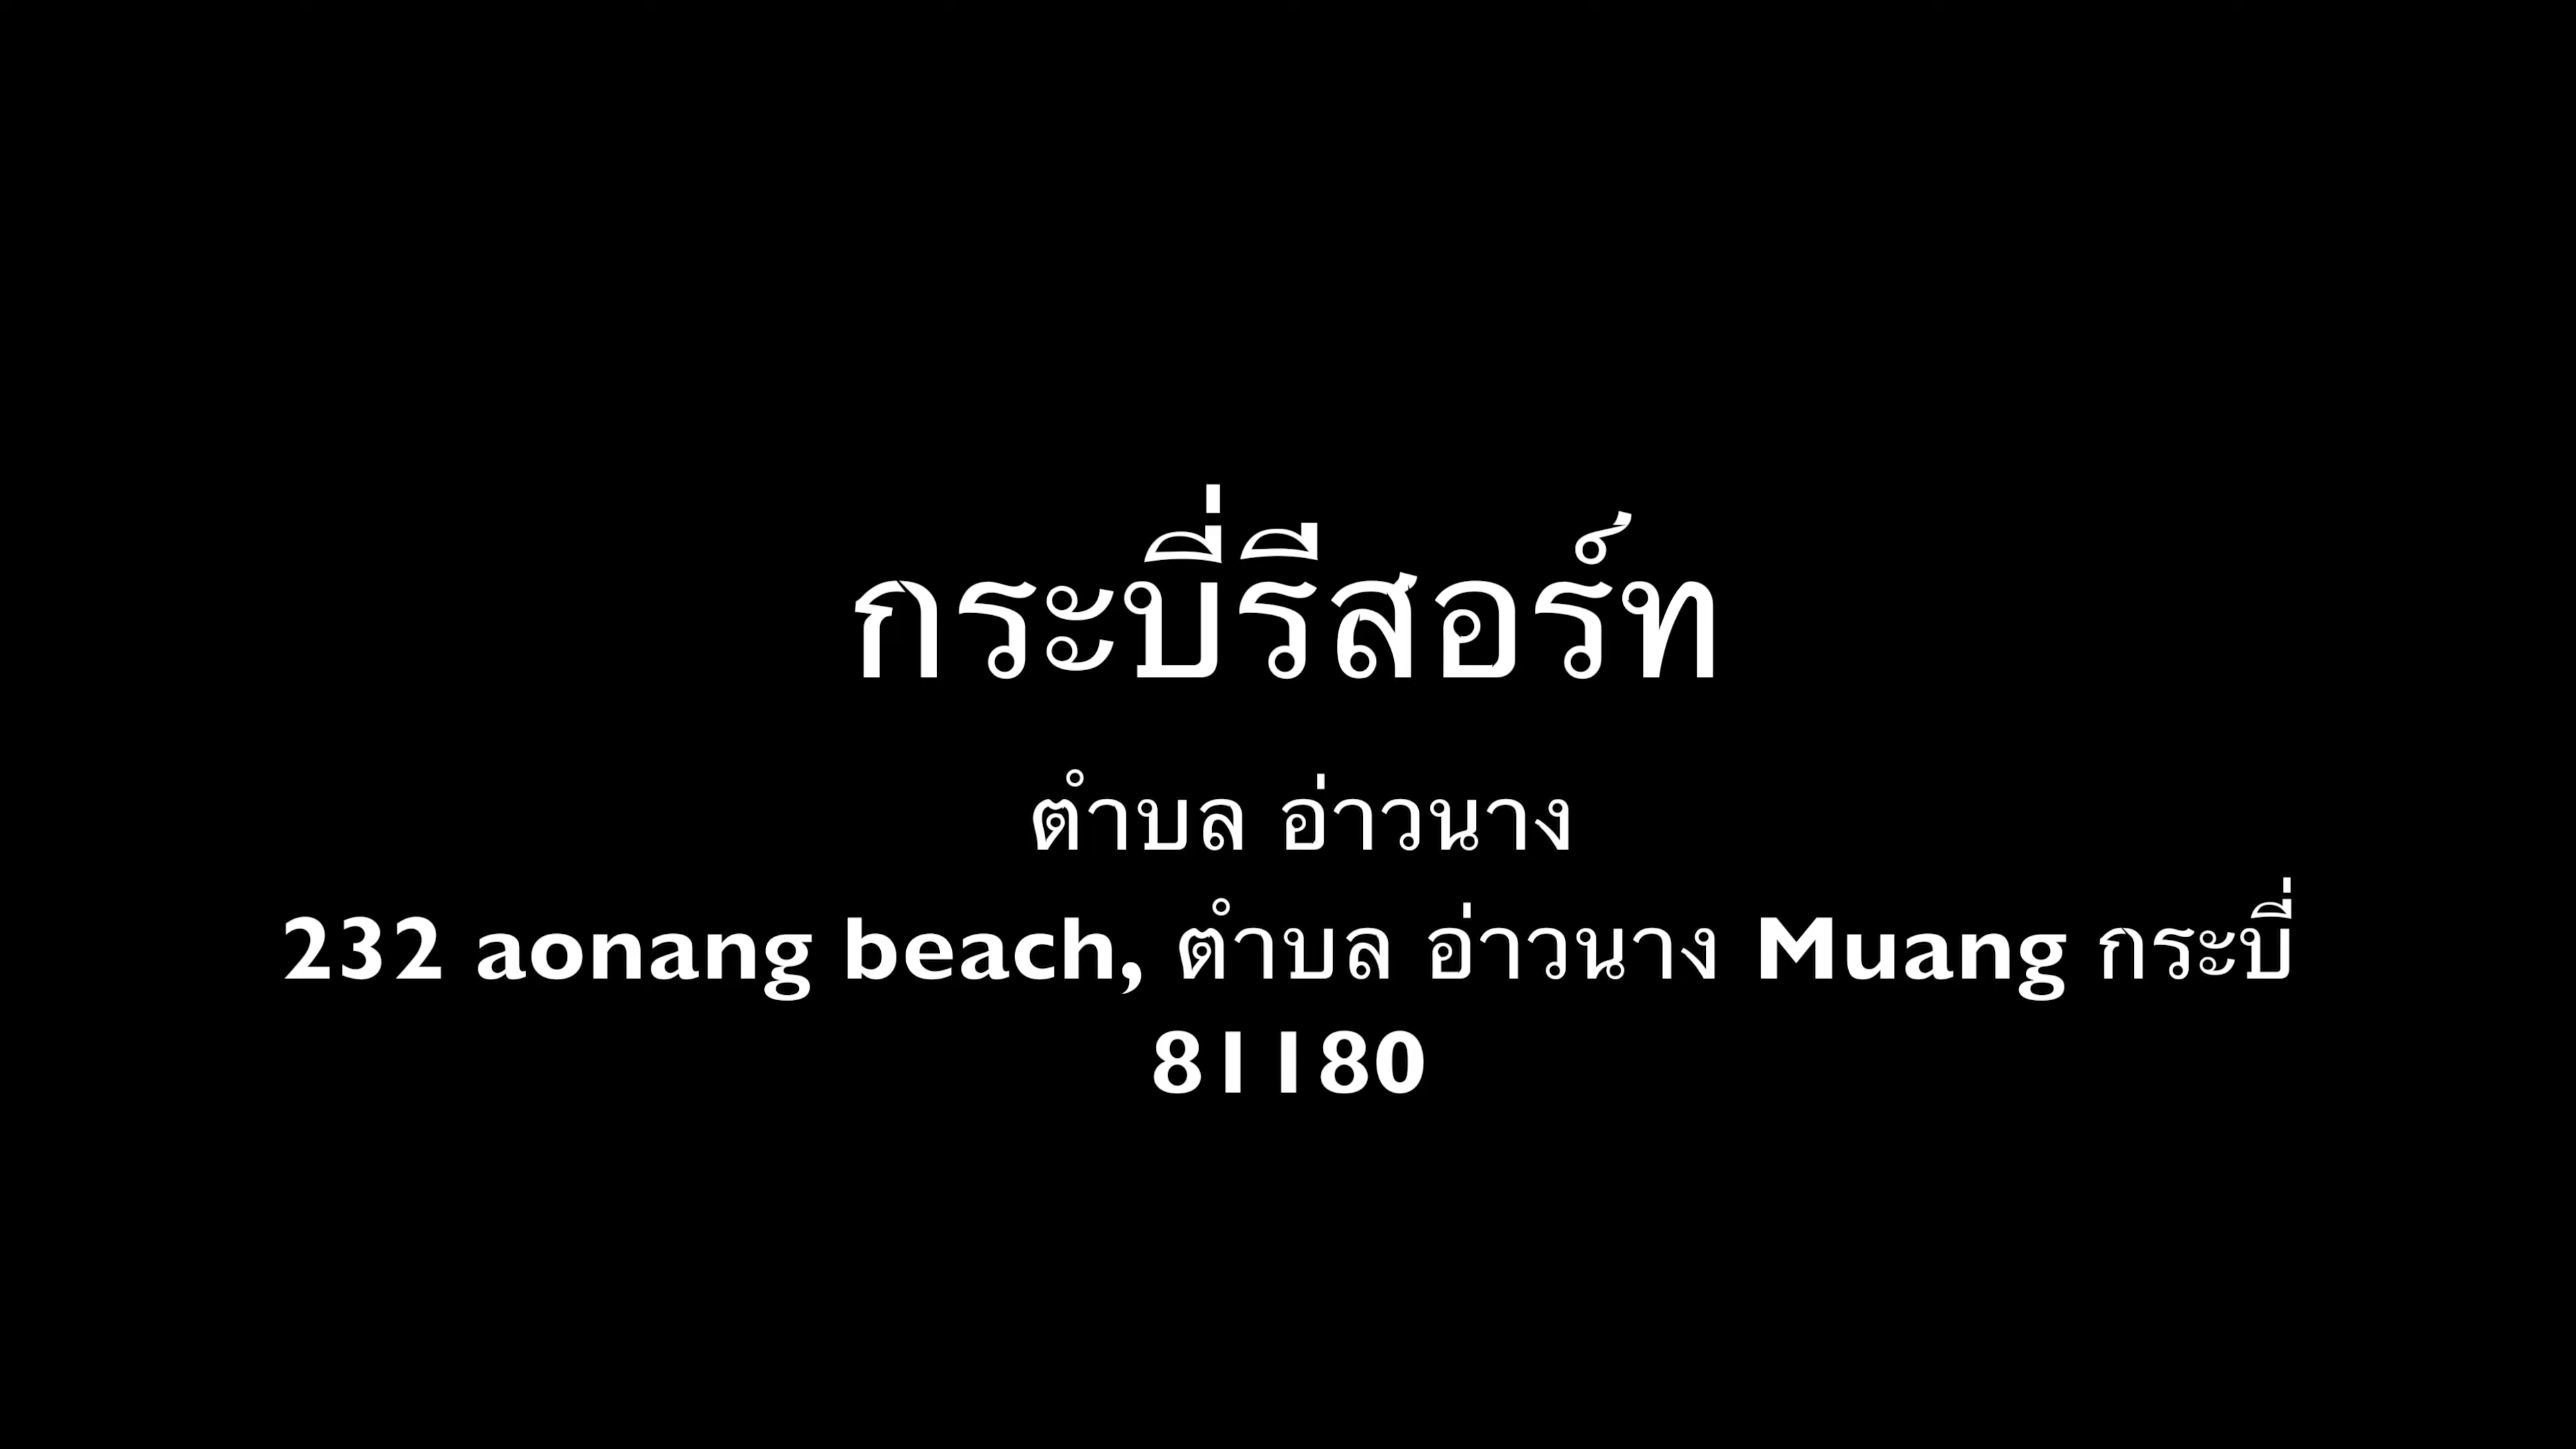 กระบี่รีสอร์ท
ตำบล อ่าวนาง
232 aonang beach, ตำบล อ่าวนาง Muang กระบี่
81180